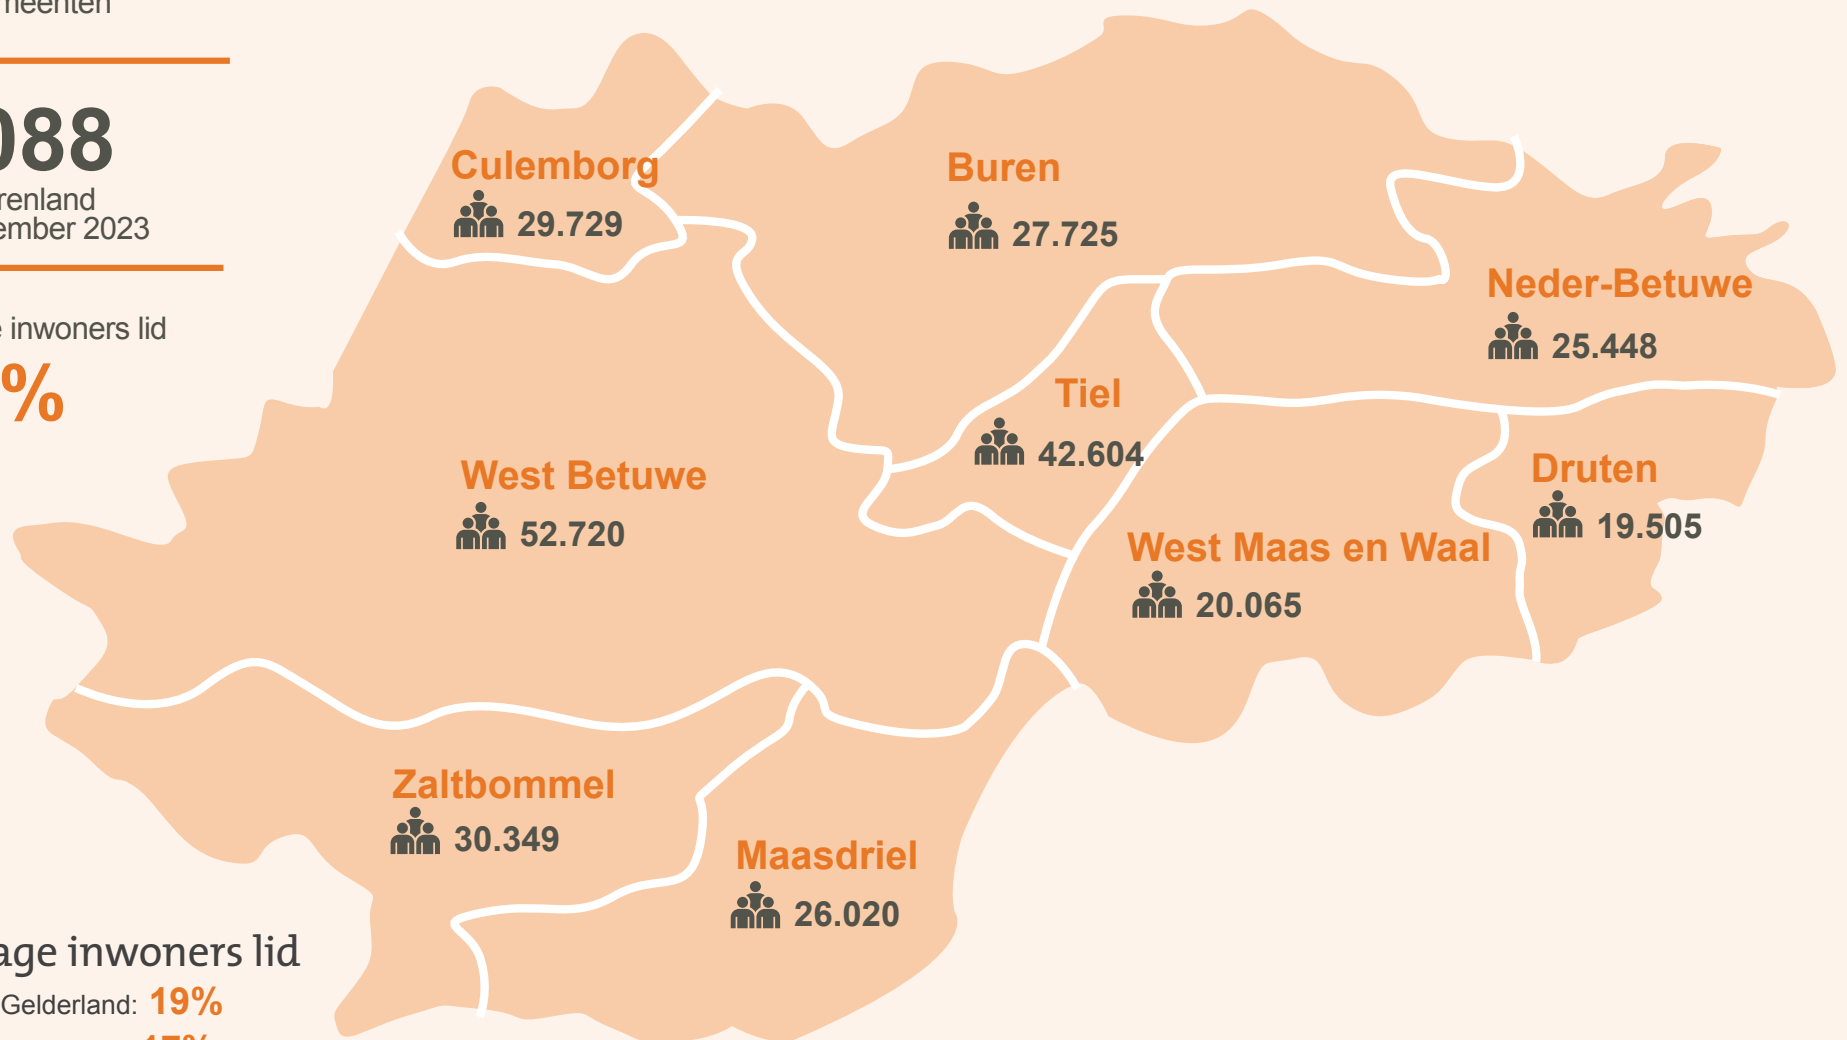 088
ember 2023
inwoners lid
%
Culemborg
29.729
Buren
27.725
Neder-Betuwe
25.448
Tiel
42.604
West Betuwe
52.720
Druten
19.505
West Maas en Waal
20.065
Zaltbommel
30.349
Maasdriel
26.020
age inwoners lid
Gelderland: 19%
17%